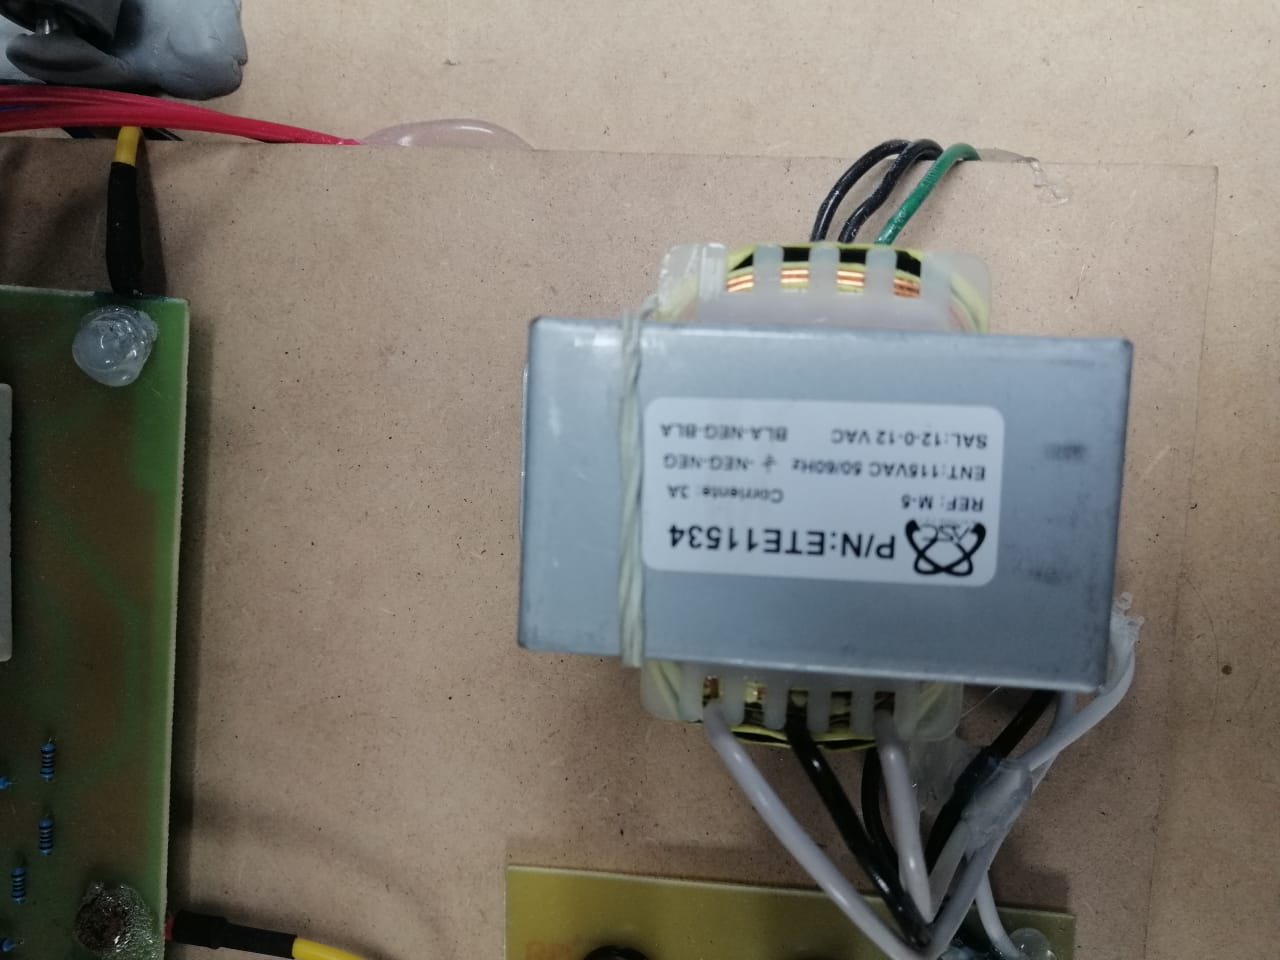 ASC
P/N:ETE11534
REF: M-5 Corriente: 3A
ENT:115VAC 50/60Hz ⏚ -NEG-NEG
SAL:12-0-12 VAC BLA-NEG-BLA